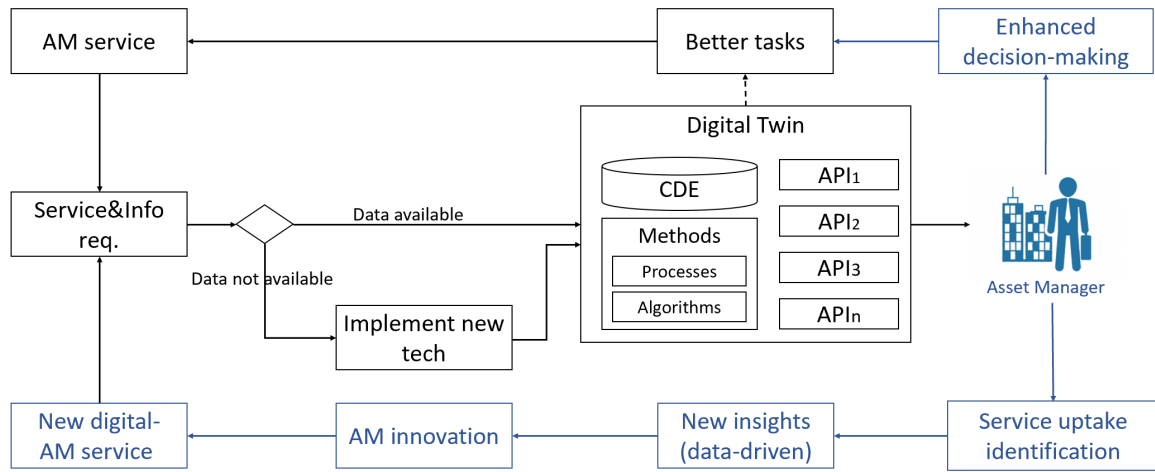 AM service
Better tasks
Enhanced
decision-making
Digital Twin
CDE
API1
API2
API3
APIn
Methods
Processes
Algorithms
Service&Info
req.
Data available
Data not available
Implement new
tech
Asset Manager
New digital-
AM service
AM innovation
New insights
(data-driven)
Service uptake
identification